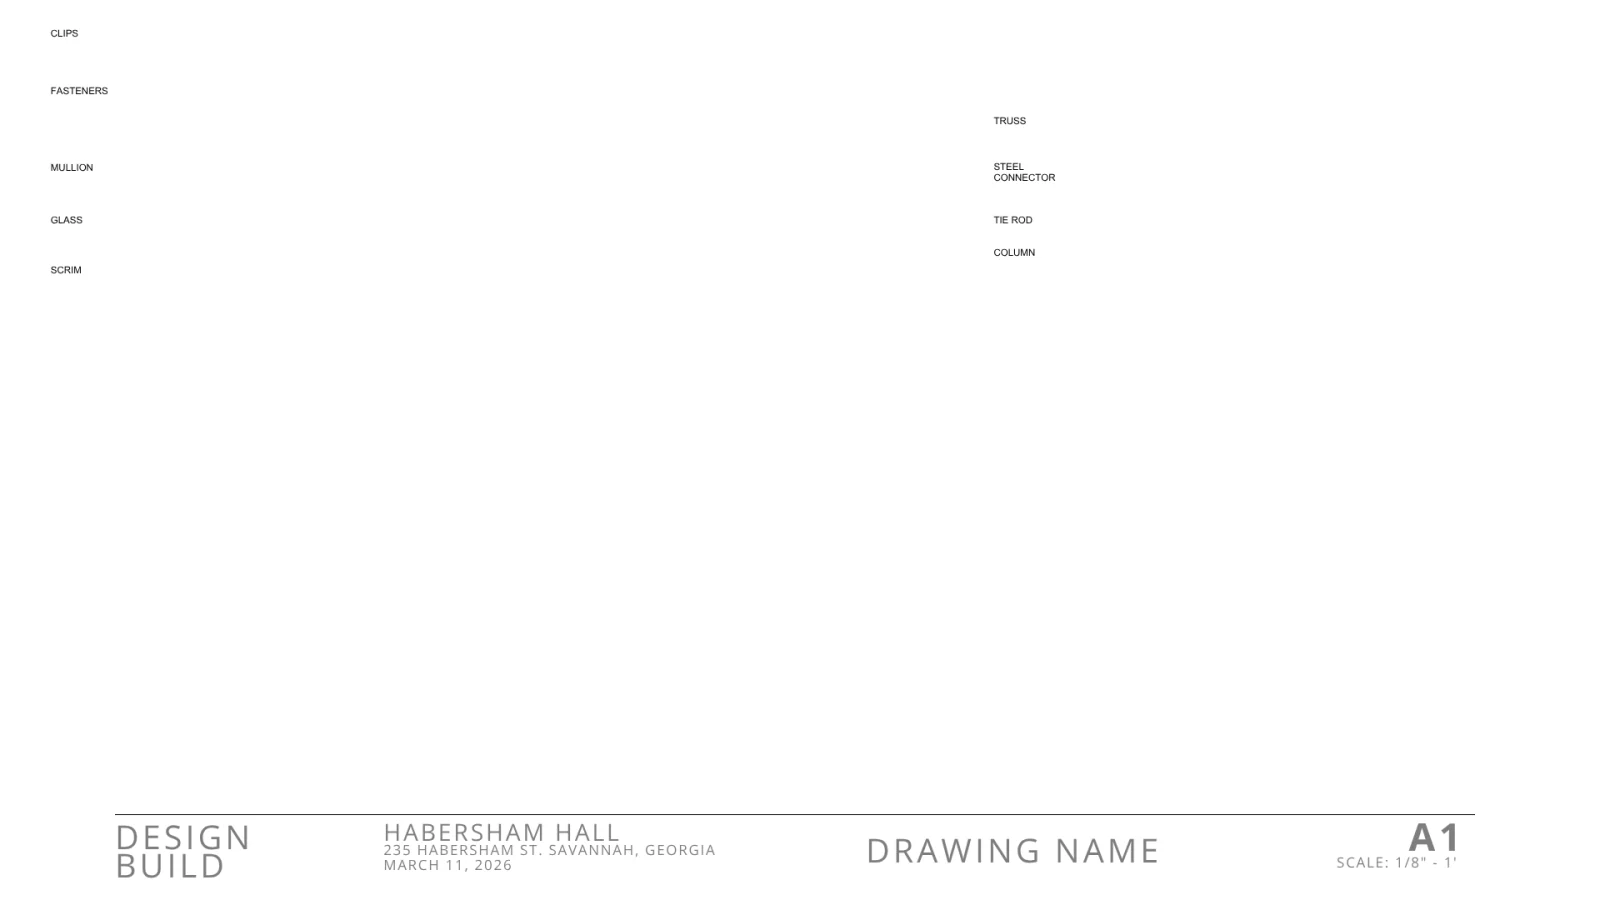 CLIPS
FASTENERS
MULLION
GLASS
SCRIM
TRUSS
STEEL
CONNECTOR
TIE ROD
COLUMN
DESIGN
BUILD
HABERSHAM HALL
235 HABERSHAM ST. SAVANNAH, GEORGIA
MARCH 11, 2026
DRAWING NAME
A1
SCALE: 1/8" - 1'